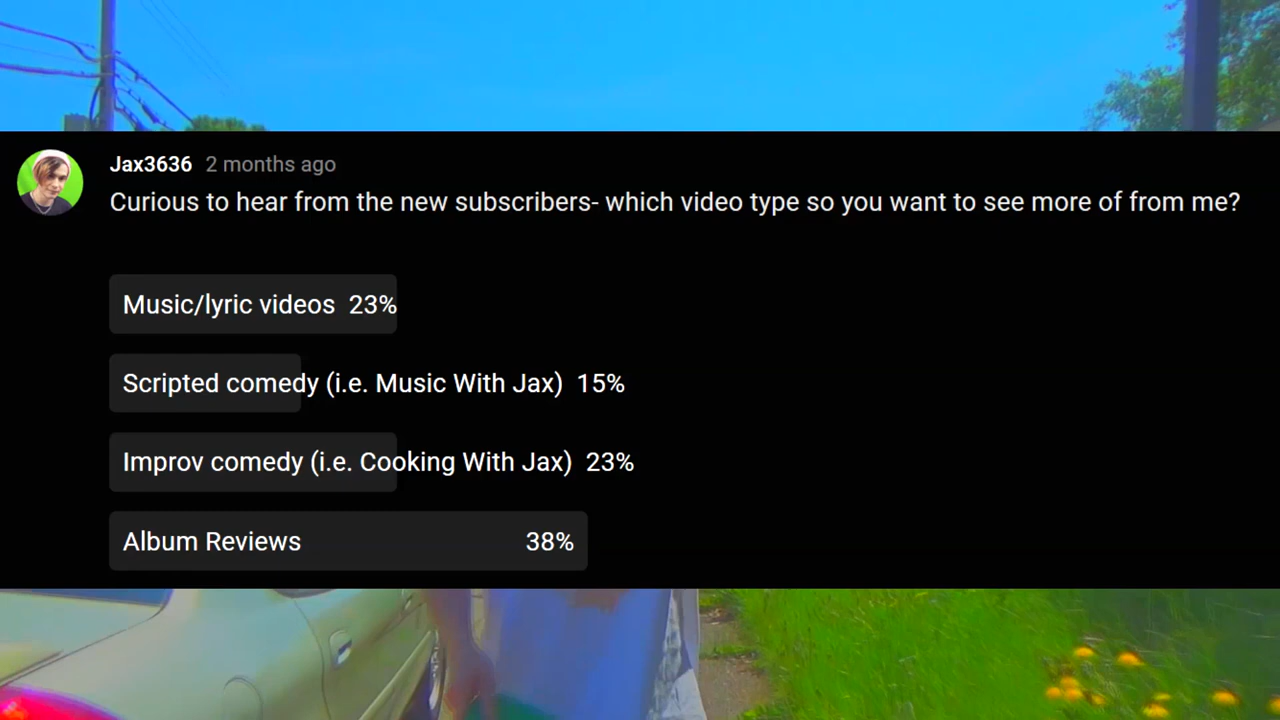 Jax3636 2 months ago
Curious to hear from the new subscribers- which video type so you want to see more of from me?
Music/lyric videos 23%
Scripted comedy (i.e. Music With Jax) 15%
Improv comedy (i.e. Cooking With Jax) 23%
Album Reviews 38%